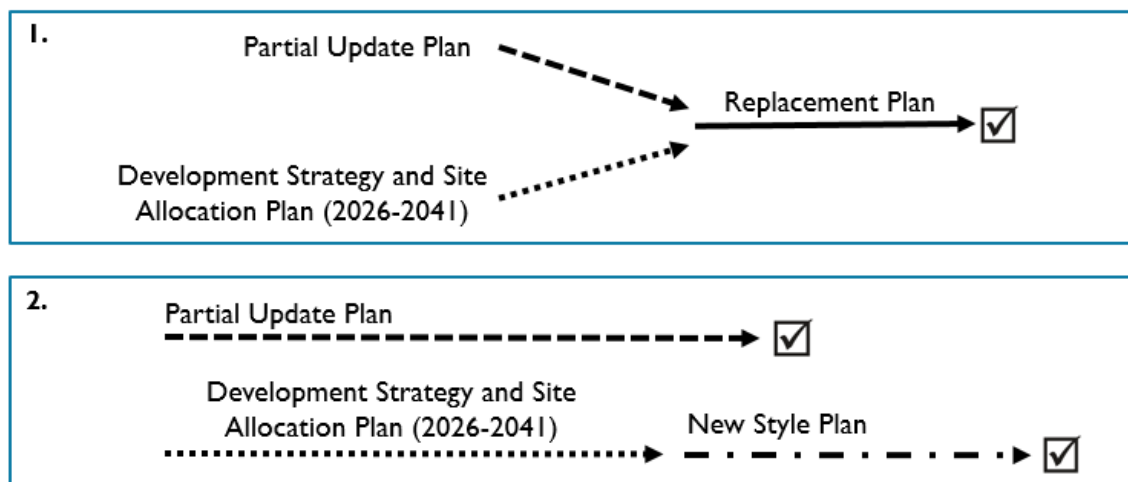 1.
Partial Update Plan
Replacement Plan
Development Strategy and Site
Allocation Plan (2026-2041)
2.
Partial Update Plan
Development Strategy and Site
Allocation Plan (2026-2041)
New Style Plan